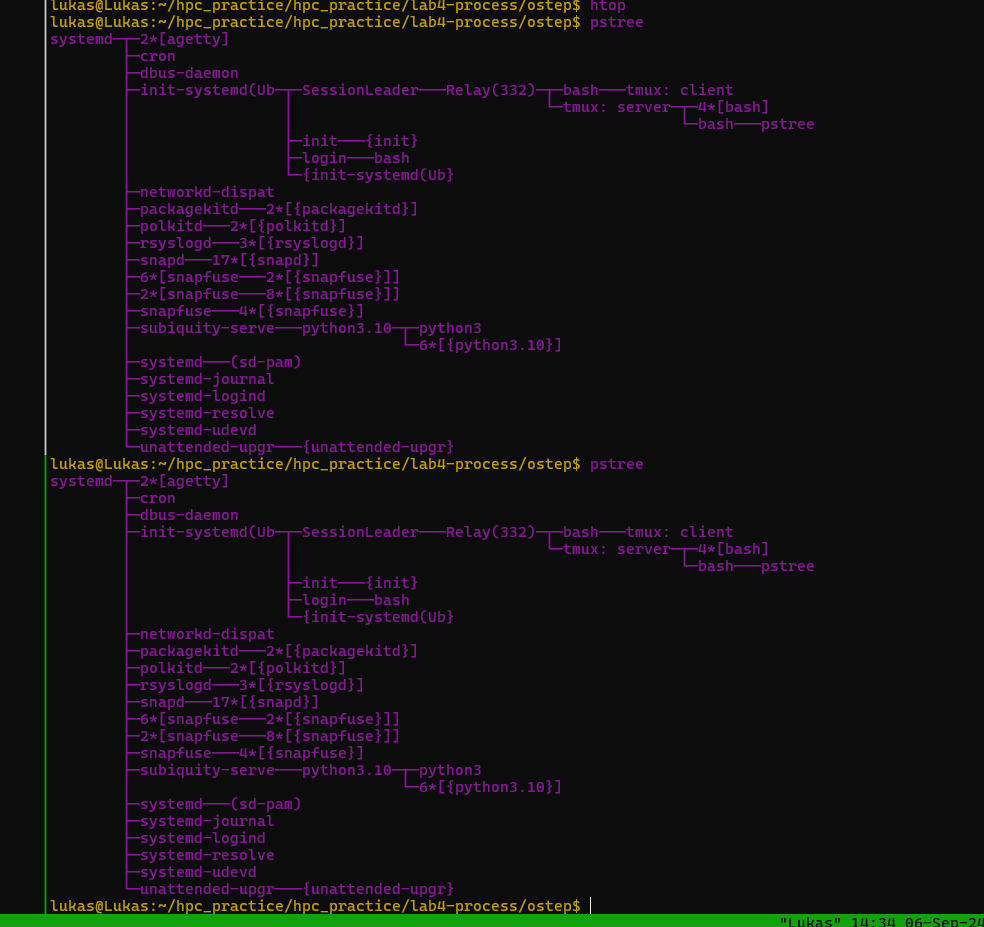 lukas@Lukas:~/hpc_practice/hpc_practice/lab4-process/ostep$ htop
lukas@Lukas:~/hpc_practice/hpc_practice/lab4-process/ostep$ pstree
systemd─┬─2*[agetty]
        ├─cron
        ├─dbus-daemon
        ├─init-systemd(Ub─┬─SessionLeader───Relay(332)─┬─bash───tmux: client
        │                 │                            └─tmux: server─┬─4*[bash]
        │                 │                                           └─bash───pstree
        │                 ├─init───{init}
        │                 ├─login───bash
        │                 └─{init-systemd(Ub}
        ├─networkd-dispat
        ├─packagekitd───2*[{packagekitd}]
        ├─polkitd───2*[{polkitd}]
        ├─rsyslogd───3*[{rsyslogd}]
        ├─snapd───17*[{snapd}]
        ├─6*[snapfuse───2*[{snapfuse}]]
        ├─2*[snapfuse───8*[{snapfuse}]]
        ├─snapfuse───4*[{snapfuse}]
        ├─subiquity-serve───python3.10─┬─python3
        │                              └─6*[{python3.10}]
        ├─systemd───(sd-pam)
        ├─systemd-journal
        ├─systemd-logind
        ├─systemd-resolve
        ├─systemd-udevd
        └─unattended-upgr───{unattended-upgr}
lukas@Lukas:~/hpc_practice/hpc_practice/lab4-process/ostep$ pstree
systemd─┬─2*[agetty]
        ├─cron
        ├─dbus-daemon
        ├─init-systemd(Ub─┬─SessionLeader───Relay(332)─┬─bash───tmux: client
        │                 │                            └─tmux: server─┬─4*[bash]
        │                 │                                           └─bash───pstree
        │                 ├─init───{init}
        │                 ├─login───bash
        │                 └─{init-systemd(Ub}
        ├─networkd-dispat
        ├─packagekitd───2*[{packagekitd}]
        ├─polkitd───2*[{polkitd}]
        ├─rsyslogd───3*[{rsyslogd}]
        ├─snapd───17*[{snapd}]
        ├─6*[snapfuse───2*[{snapfuse}]]
        ├─2*[snapfuse───8*[{snapfuse}]]
        ├─snapfuse───4*[{snapfuse}]
        ├─subiquity-serve───python3.10─┬─python3
        │                              └─6*[{python3.10}]
        ├─systemd───(sd-pam)
        ├─systemd-journal
        ├─systemd-logind
        ├─systemd-resolve
        ├─systemd-udevd
        └─unattended-upgr───{unattended-upgr}
lukas@Lukas:~/hpc_practice/hpc_practice/lab4-process/ostep$
"Lukas" 14:34 06-Sep-24